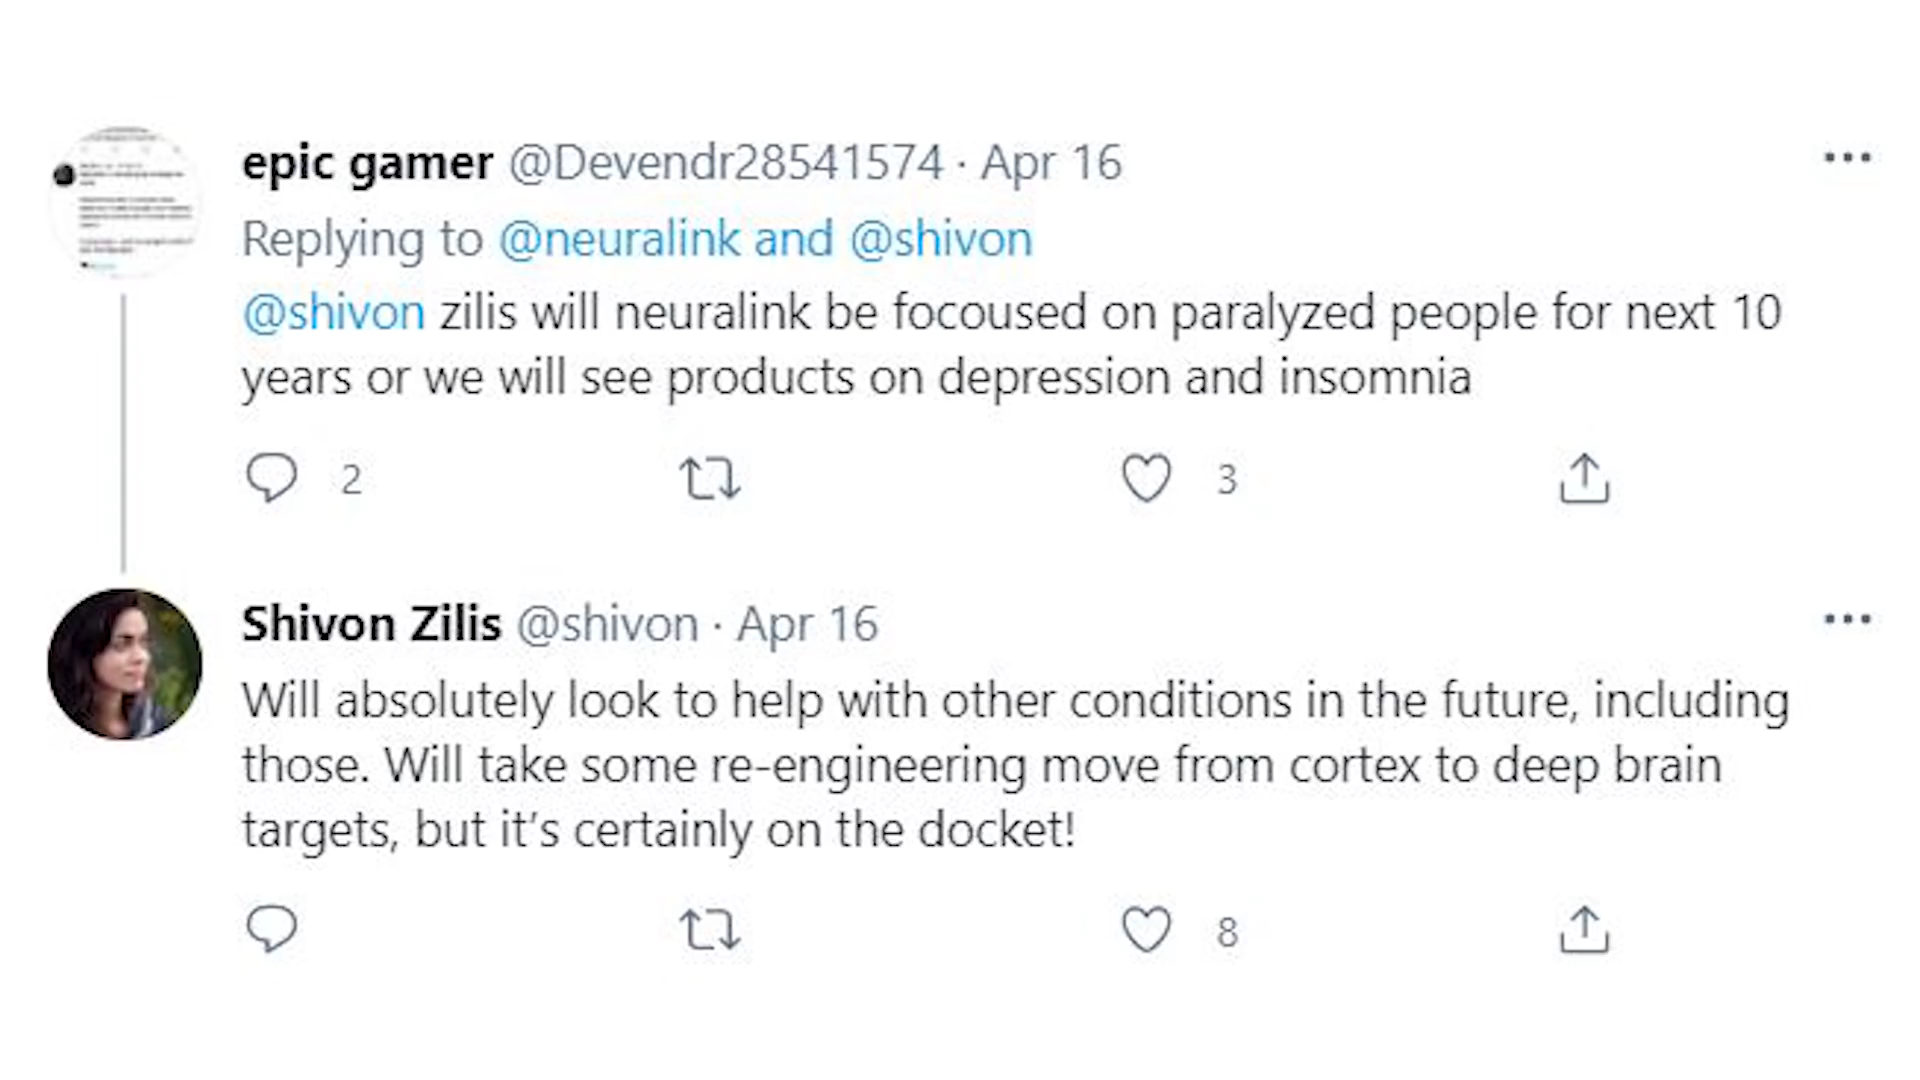 epic gamer @Devendr28541574 · Apr 16
Replying to @neuralink and @shivon
@shivon zilis will neuralink be focoused on paralyzed people for next 10
years or we will see products on depression and insomnia
2 3
Shivon Zilis @shivon · Apr 16
Will absolutely look to help with other conditions in the future, including
those. Will take some re-engineering move from cortex to deep brain
targets, but it’s certainly on the docket!
8